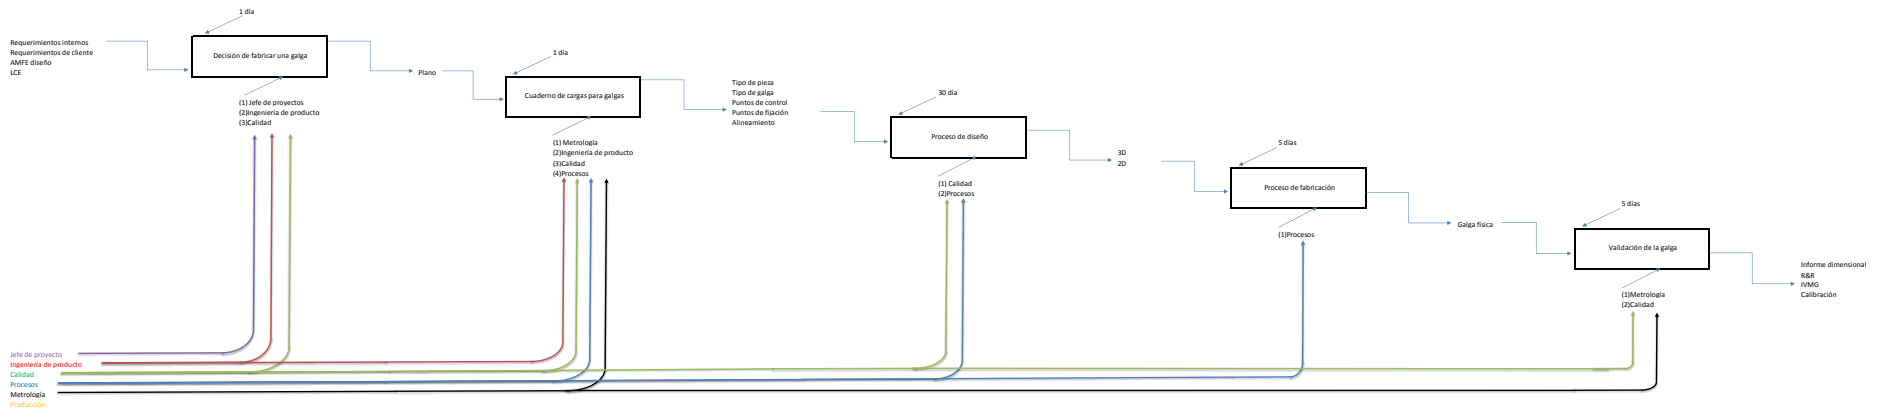 1 día
Requerimientos internos
Requerimientos de cliente
AMFE diseño
LCE
Decisión de fabricar una galga
(1) Jefe de proyectos
(2)Ingeniería de producto
(3)Calidad
Plano
1 día
Cuaderno de cargas para galgas
(1) Metrología
(2)Ingeniería de producto
(3)Calidad
(4)Procesos
Tipo de pieza
Tipo de galga
Puntos de control
Puntos de fijación
Alineamiento
30 día
Proceso de diseño
(1) Calidad
(2)Procesos
3D
2D
5 días
Proceso de fabricación
(1)Procesos
Galga física
5 días
Validación de la galga
(1)Metrología
(2)Calidad
Informe dimensional
R&R
IVMG
Calibración
Jefe de proyecto
Ingeniería de producto
Calidad
Procesos
Metrología
Producción